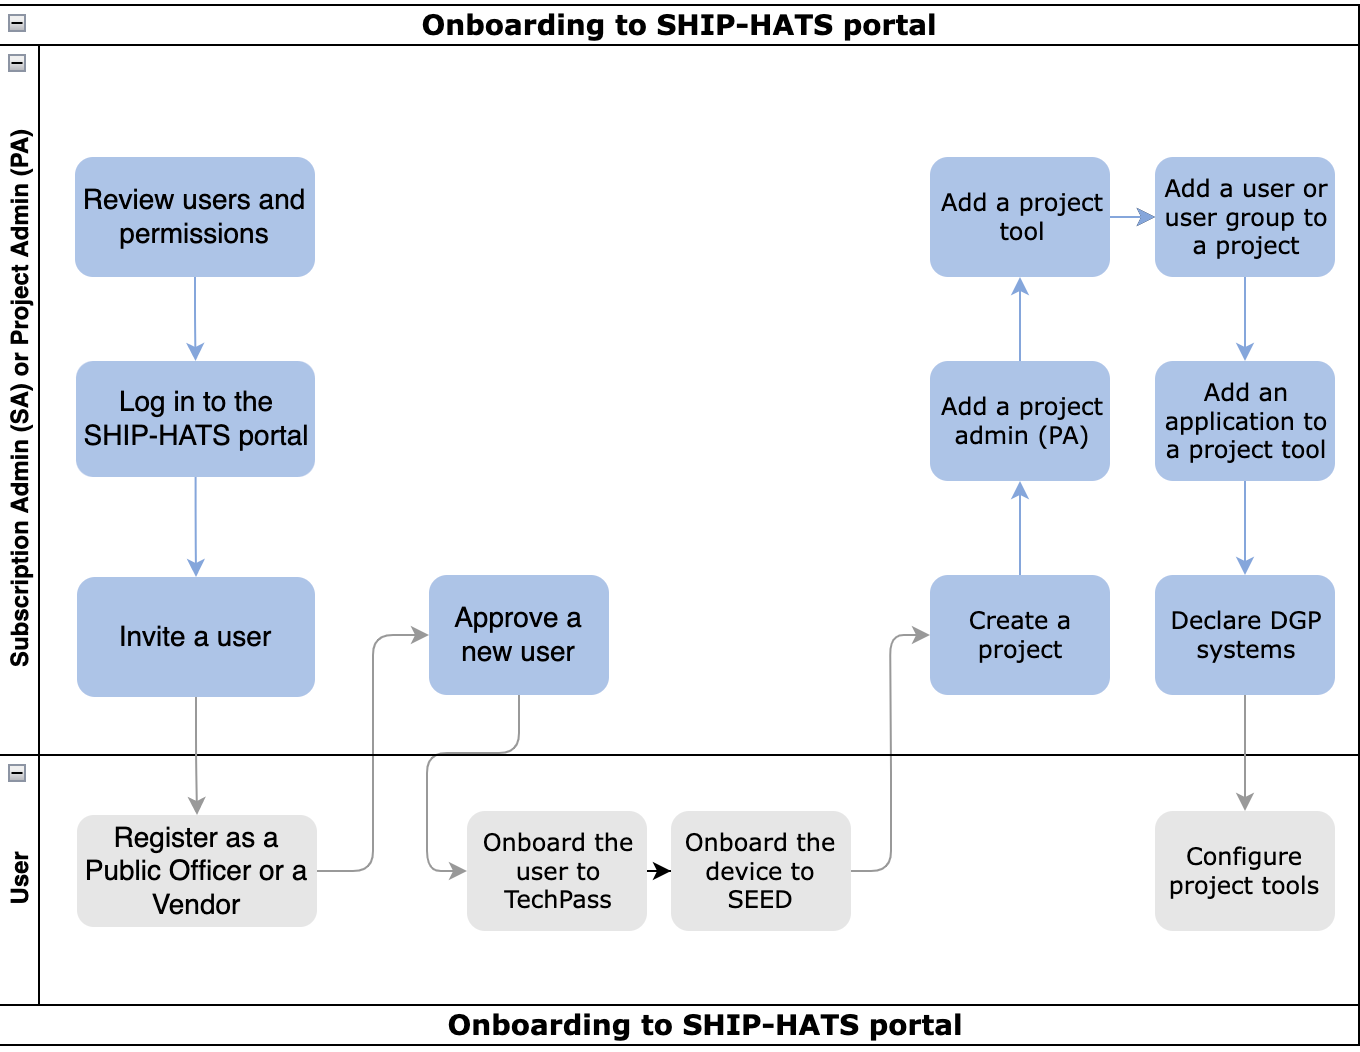 Onboarding to SHIP-HATS portal
Subscription Admin (SA) or Project Admin (PA)
Review users and
permissions
Log in to the
SHIP-HATS portal
Invite a user
Approve a
new user
Add a project
tool
Add a user or
user group to
a project
Add a project
admin (PA)
Add an
application to
a project tool
Create a
project
Declare DGP
systems
User
Register as a
Public Officer or a
Vendor
Onboard the
user to
TechPass
Onboard the
device to
SEED
Configure
project tools
Onboarding to SHIP-HATS portal